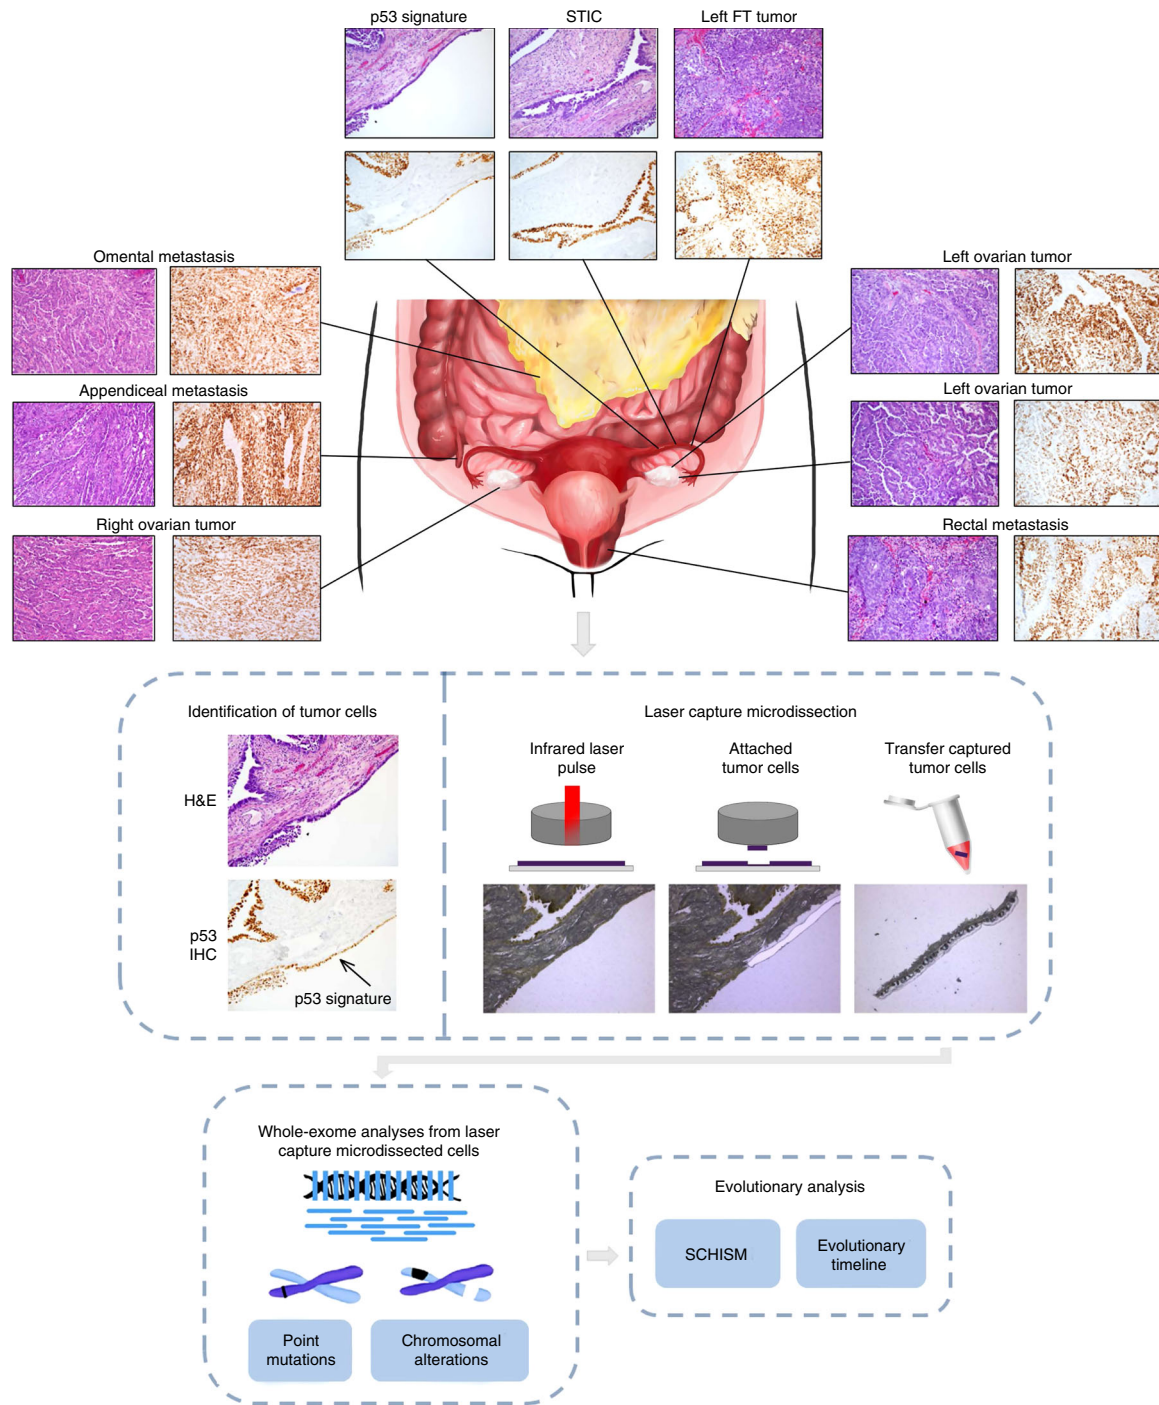 p53 signature
STIC
Left FT tumor
Omental metastasis
Left ovarian tumor
Appendiceal metastasis
Left ovarian tumor
Right ovarian tumor
Rectal metastasis
Identification of tumor cells
H&E
p53
IHC
p53 signature
Laser capture microdissection
Infrared laser
pulse
Attached
tumor cells
Transfer captured
tumor cells
Whole-exome analyses from laser
capture microdissected cells
Point
mutations
Chromosomal
alterations
Evolutionary analysis
SCHISM
Evolutionary
timeline